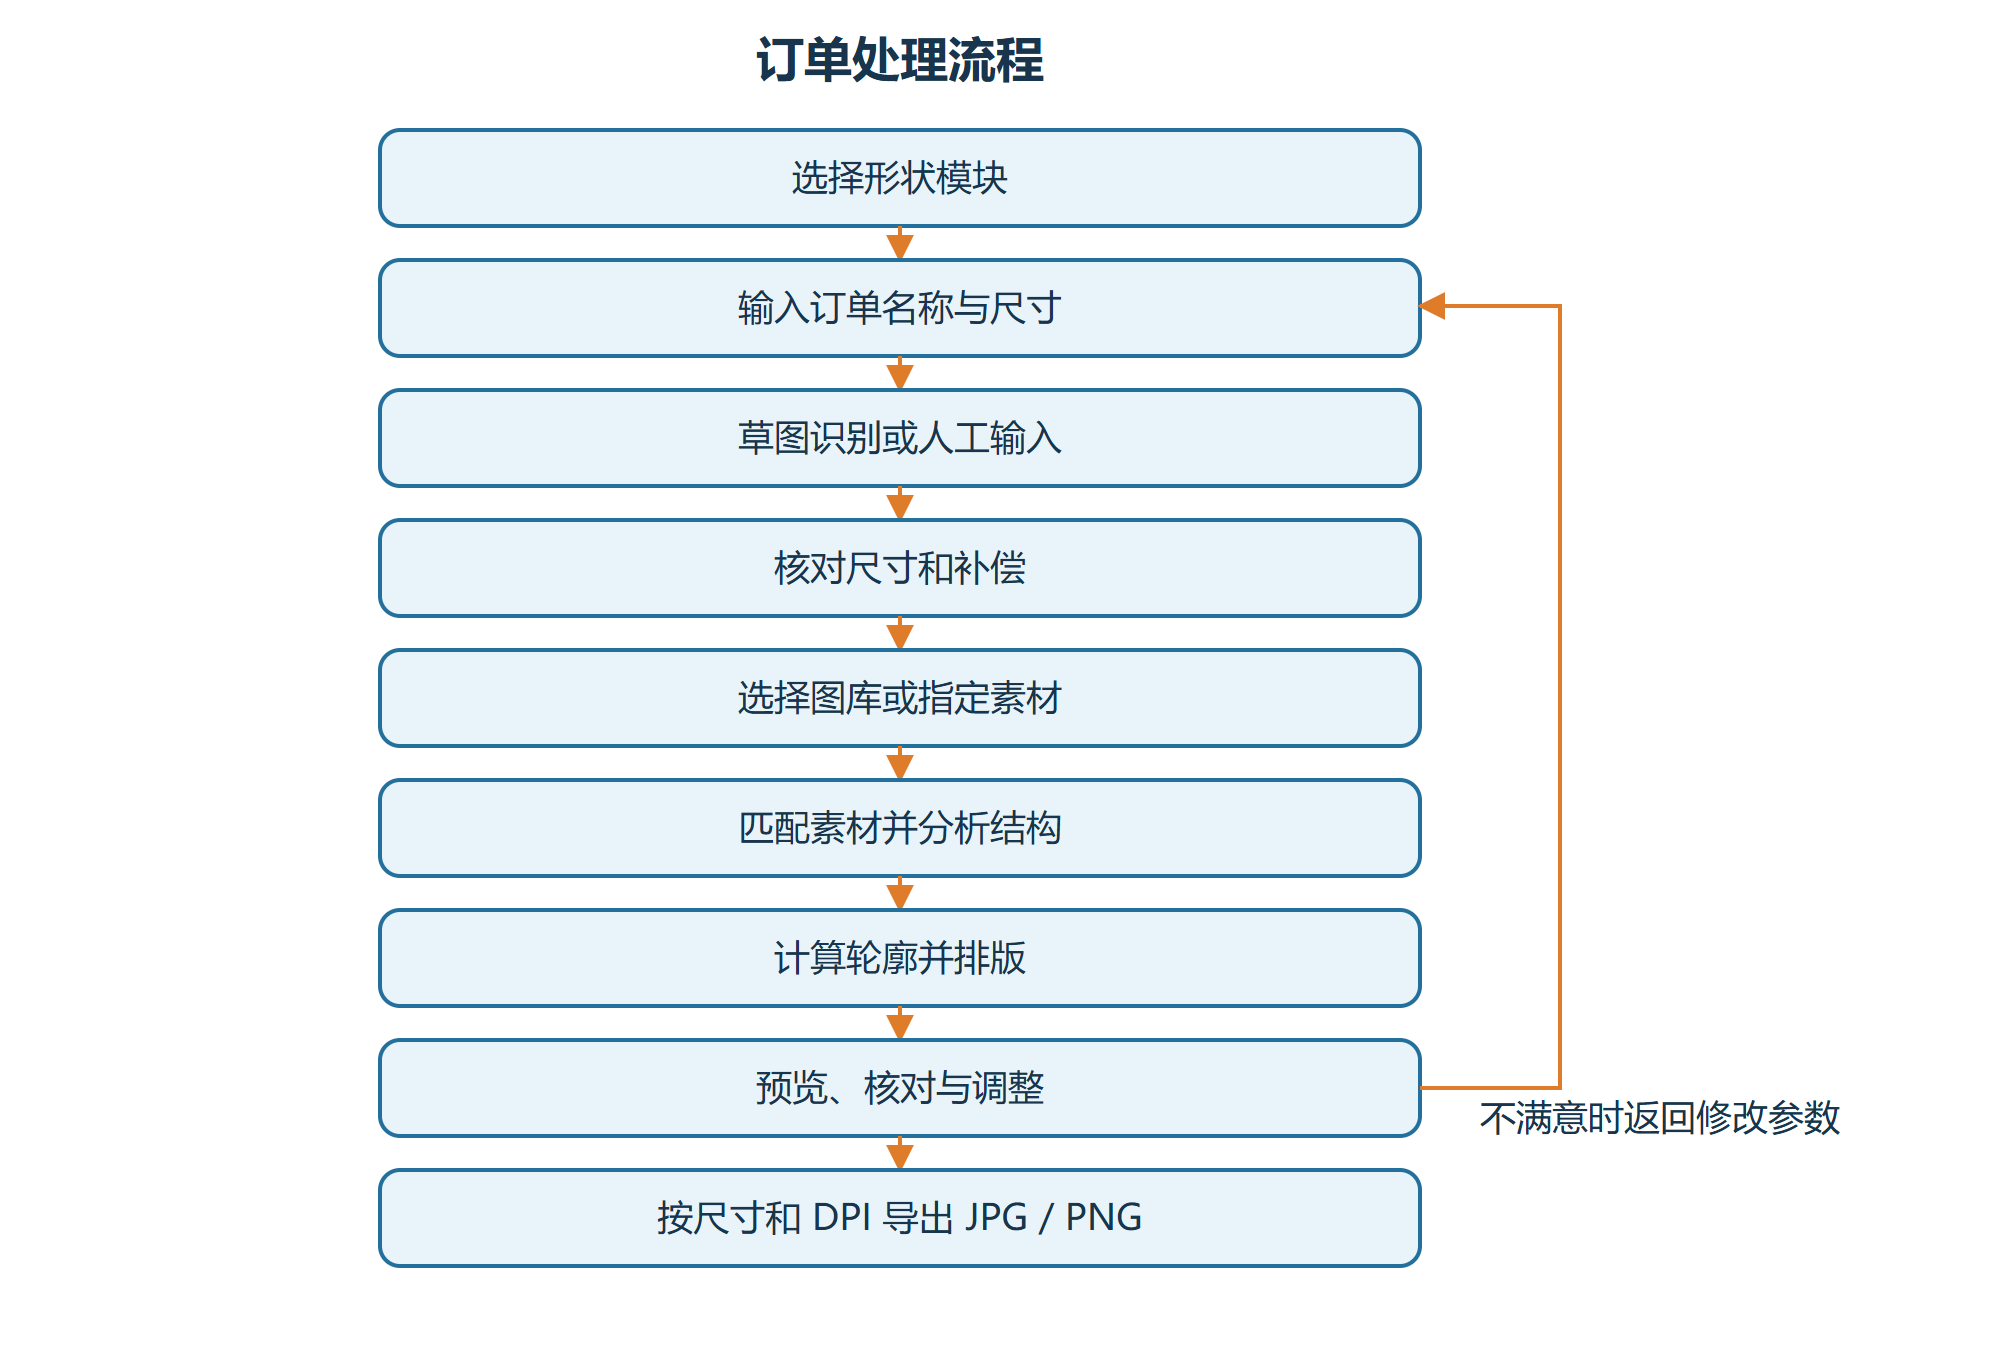 订单处理流程
选择形状模块
输入订单名称与尺寸
草图识别或人工输入
核对尺寸和补偿
选择图库或指定素材
匹配素材并分析结构
计算轮廓并排版
预览、核对与调整
不满意时返回修改参数
按尺寸和 DPI 导出 JPG / PNG